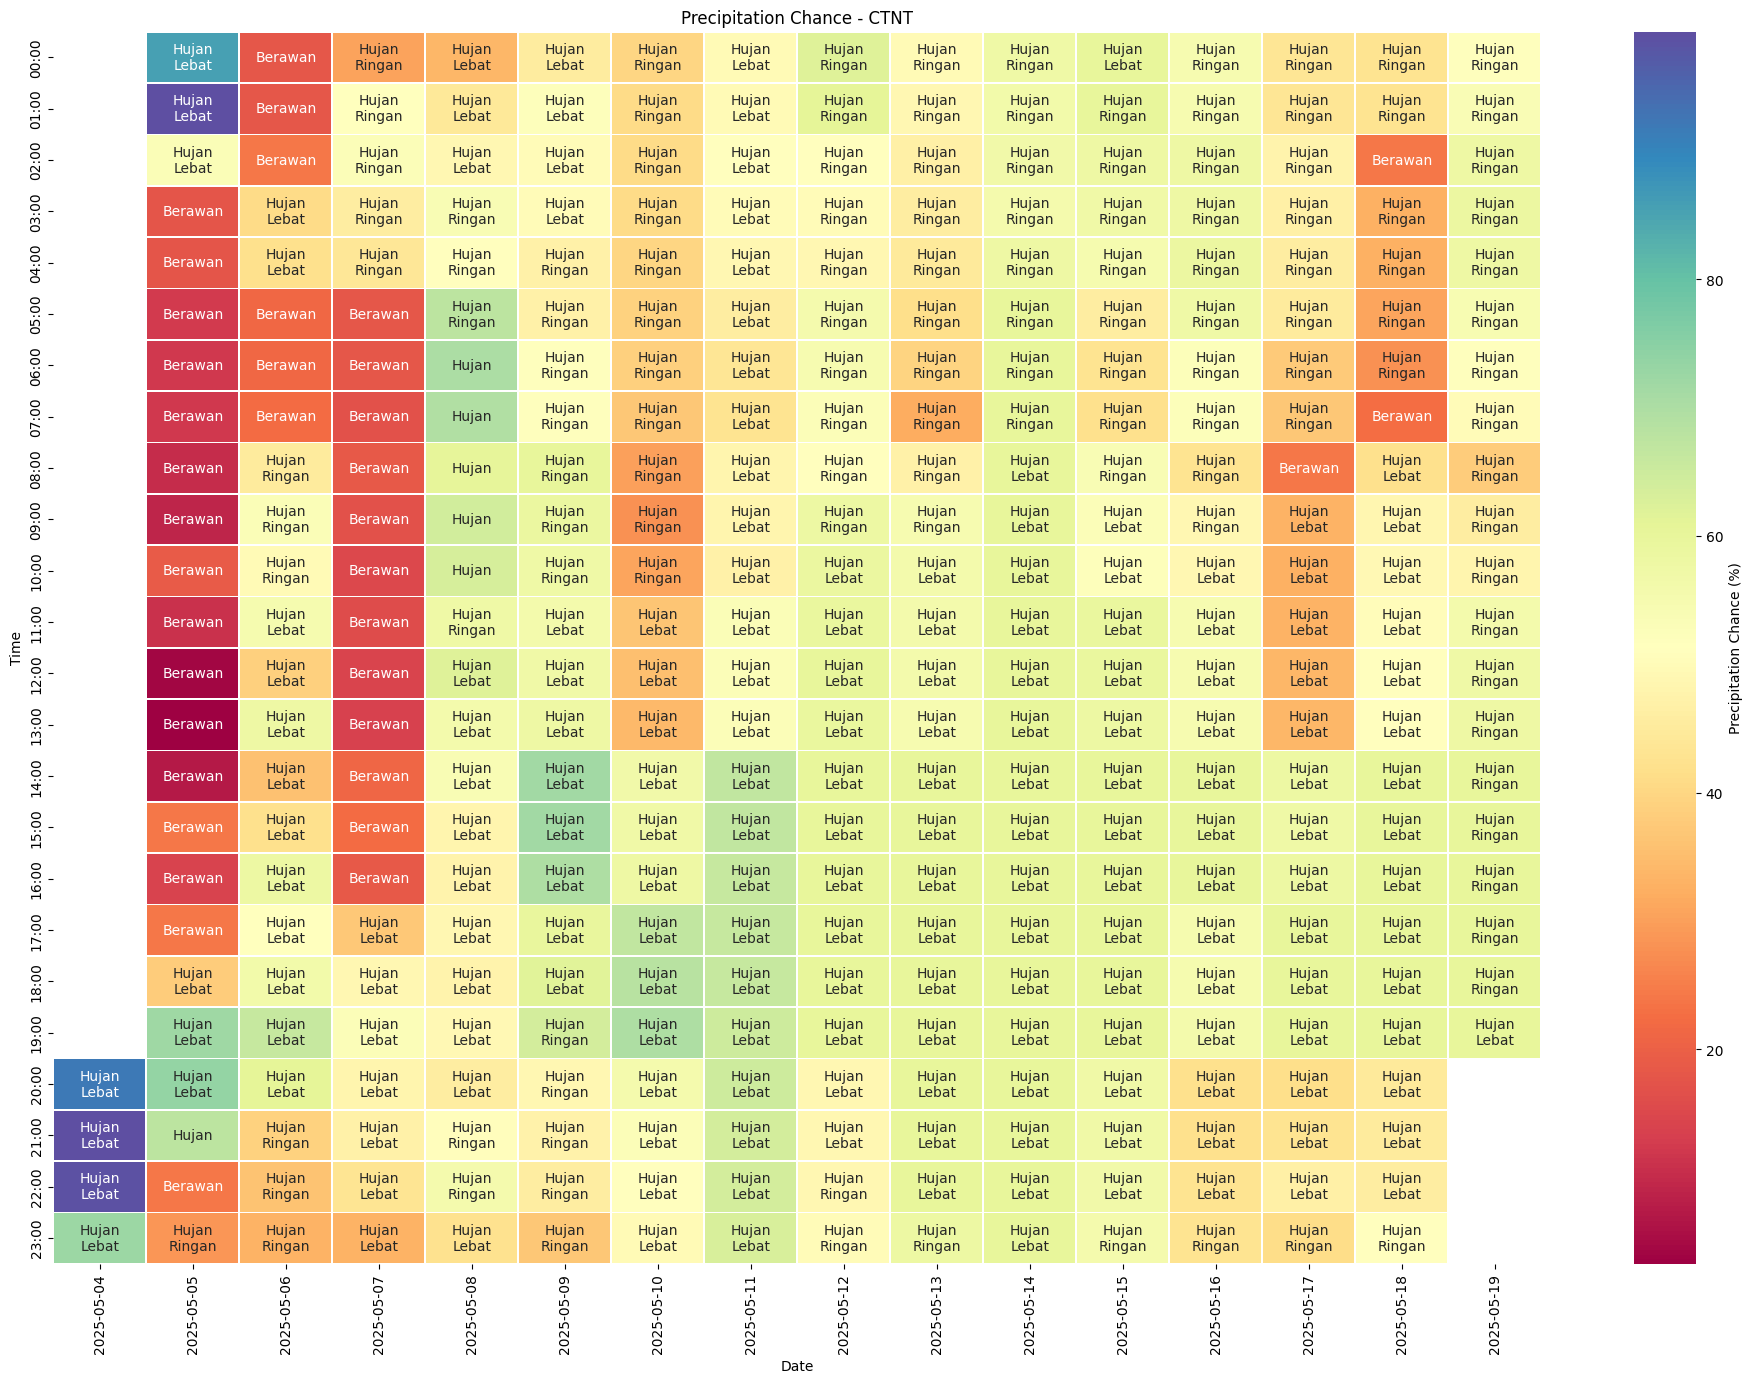 Precipitation Chance - CTNT
00:00 Hujan Lebat Berawan Hujan Ringan Hujan Lebat Hujan Lebat Hujan Ringan Hujan Lebat Hujan Ringan Hujan Ringan Hujan Ringan Hujan Lebat Hujan Ringan Hujan Ringan Hujan Ringan Hujan Ringan
01:00 Hujan Lebat Berawan Hujan Ringan Hujan Lebat Hujan Lebat Hujan Ringan Hujan Lebat Hujan Ringan Hujan Ringan Hujan Ringan Hujan Ringan Hujan Ringan Hujan Ringan Hujan Ringan Hujan Ringan
02:00 Hujan Lebat Berawan Hujan Ringan Hujan Lebat Hujan Lebat Hujan Ringan Hujan Lebat Hujan Ringan Hujan Ringan Hujan Ringan Hujan Ringan Hujan Ringan Hujan Ringan Berawan Hujan Ringan
03:00 Berawan Hujan Lebat Hujan Ringan Hujan Ringan Hujan Lebat Hujan Ringan Hujan Lebat Hujan Ringan Hujan Ringan Hujan Ringan Hujan Ringan Hujan Ringan Hujan Ringan Hujan Ringan Hujan Ringan
04:00 Berawan Hujan Lebat Hujan Ringan Hujan Ringan Hujan Ringan Hujan Ringan Hujan Lebat Hujan Ringan Hujan Ringan Hujan Ringan Hujan Ringan Hujan Ringan Hujan Ringan Hujan Ringan Hujan Ringan
05:00 Berawan Berawan Berawan Hujan Ringan Hujan Ringan Hujan Ringan Hujan Lebat Hujan Ringan Hujan Ringan Hujan Ringan Hujan Ringan Hujan Ringan Hujan Ringan Hujan Ringan Hujan Ringan
06:00 Berawan Berawan Berawan Hujan Hujan Ringan Hujan Ringan Hujan Lebat Hujan Ringan Hujan Ringan Hujan Ringan Hujan Ringan Hujan Ringan Hujan Ringan Hujan Ringan Hujan Ringan
07:00 Berawan Berawan Berawan Hujan Hujan Ringan Hujan Ringan Hujan Lebat Hujan Ringan Hujan Ringan Hujan Ringan Hujan Ringan Hujan Ringan Hujan Ringan Berawan Hujan Ringan
08:00 Berawan Hujan Ringan Berawan Hujan Hujan Ringan Hujan Ringan Hujan Lebat Hujan Ringan Hujan Ringan Hujan Lebat Hujan Ringan Hujan Ringan Berawan Hujan Lebat Hujan Ringan
09:00 Berawan Hujan Ringan Berawan Hujan Hujan Ringan Hujan Ringan Hujan Lebat Hujan Ringan Hujan Ringan Hujan Lebat Hujan Lebat Hujan Ringan Hujan Lebat Hujan Lebat Hujan Ringan
10:00 Berawan Hujan Ringan Berawan Hujan Hujan Ringan Hujan Ringan Hujan Lebat Hujan Lebat Hujan Lebat Hujan Lebat Hujan Lebat Hujan Lebat Hujan Lebat Hujan Lebat Hujan Ringan
11:00 Berawan Hujan Lebat Berawan Hujan Ringan Hujan Lebat Hujan Lebat Hujan Lebat Hujan Lebat Hujan Lebat Hujan Lebat Hujan Lebat Hujan Lebat Hujan Lebat Hujan Lebat Hujan Ringan
12:00 Berawan Hujan Lebat Berawan Hujan Lebat Hujan Lebat Hujan Lebat Hujan Lebat Hujan Lebat Hujan Lebat Hujan Lebat Hujan Lebat Hujan Lebat Hujan Lebat Hujan Lebat Hujan Ringan
13:00 Berawan Hujan Lebat Berawan Hujan Lebat Hujan Lebat Hujan Lebat Hujan Lebat Hujan Lebat Hujan Lebat Hujan Lebat Hujan Lebat Hujan Lebat Hujan Lebat Hujan Lebat Hujan Ringan
14:00 Berawan Hujan Lebat Berawan Hujan Lebat Hujan Lebat Hujan Lebat Hujan Lebat Hujan Lebat Hujan Lebat Hujan Lebat Hujan Lebat Hujan Lebat Hujan Lebat Hujan Lebat Hujan Ringan
15:00 Berawan Hujan Lebat Berawan Hujan Lebat Hujan Lebat Hujan Lebat Hujan Lebat Hujan Lebat Hujan Lebat Hujan Lebat Hujan Lebat Hujan Lebat Hujan Lebat Hujan Lebat Hujan Ringan
16:00 Berawan Hujan Lebat Berawan Hujan Lebat Hujan Lebat Hujan Lebat Hujan Lebat Hujan Lebat Hujan Lebat Hujan Lebat Hujan Lebat Hujan Lebat Hujan Lebat Hujan Lebat Hujan Ringan
17:00 Berawan Hujan Lebat Hujan Lebat Hujan Lebat Hujan Lebat Hujan Lebat Hujan Lebat Hujan Lebat Hujan Lebat Hujan Lebat Hujan Lebat Hujan Lebat Hujan Lebat Hujan Lebat Hujan Ringan
18:00 Hujan Lebat Hujan Lebat Hujan Lebat Hujan Lebat Hujan Lebat Hujan Lebat Hujan Lebat Hujan Lebat Hujan Lebat Hujan Lebat Hujan Lebat Hujan Lebat Hujan Lebat Hujan Lebat Hujan Ringan
19:00 Hujan Lebat Hujan Lebat Hujan Lebat Hujan Lebat Hujan Ringan Hujan Lebat Hujan Lebat Hujan Lebat Hujan Lebat Hujan Lebat Hujan Lebat Hujan Lebat Hujan Lebat Hujan Lebat Hujan Lebat
20:00 Hujan Lebat Hujan Lebat Hujan Lebat Hujan Lebat Hujan Lebat Hujan Ringan Hujan Lebat Hujan Lebat Hujan Lebat Hujan Lebat Hujan Lebat Hujan Lebat Hujan Lebat Hujan Lebat Hujan Lebat
21:00 Hujan Lebat Hujan Hujan Ringan Hujan Lebat Hujan Ringan Hujan Ringan Hujan Lebat Hujan Lebat Hujan Lebat Hujan Lebat Hujan Lebat Hujan Lebat Hujan Lebat Hujan Lebat Hujan Lebat
22:00 Hujan Lebat Berawan Hujan Ringan Hujan Lebat Hujan Ringan Hujan Ringan Hujan Lebat Hujan Lebat Hujan Ringan Hujan Lebat Hujan Lebat Hujan Lebat Hujan Lebat Hujan Lebat Hujan Lebat
23:00 Hujan Lebat Hujan Ringan Hujan Ringan Hujan Lebat Hujan Lebat Hujan Ringan Hujan Lebat Hujan Lebat Hujan Ringan Hujan Ringan Hujan Lebat Hujan Ringan Hujan Ringan Hujan Ringan Hujan Ringan
Time
2025-05-04 2025-05-05 2025-05-06 2025-05-07 2025-05-08 2025-05-09 2025-05-10 2025-05-11 2025-05-12 2025-05-13 2025-05-14 2025-05-15 2025-05-16 2025-05-17 2025-05-18 2025-05-19
Date
80
60
40
20
Precipitation Chance (%)